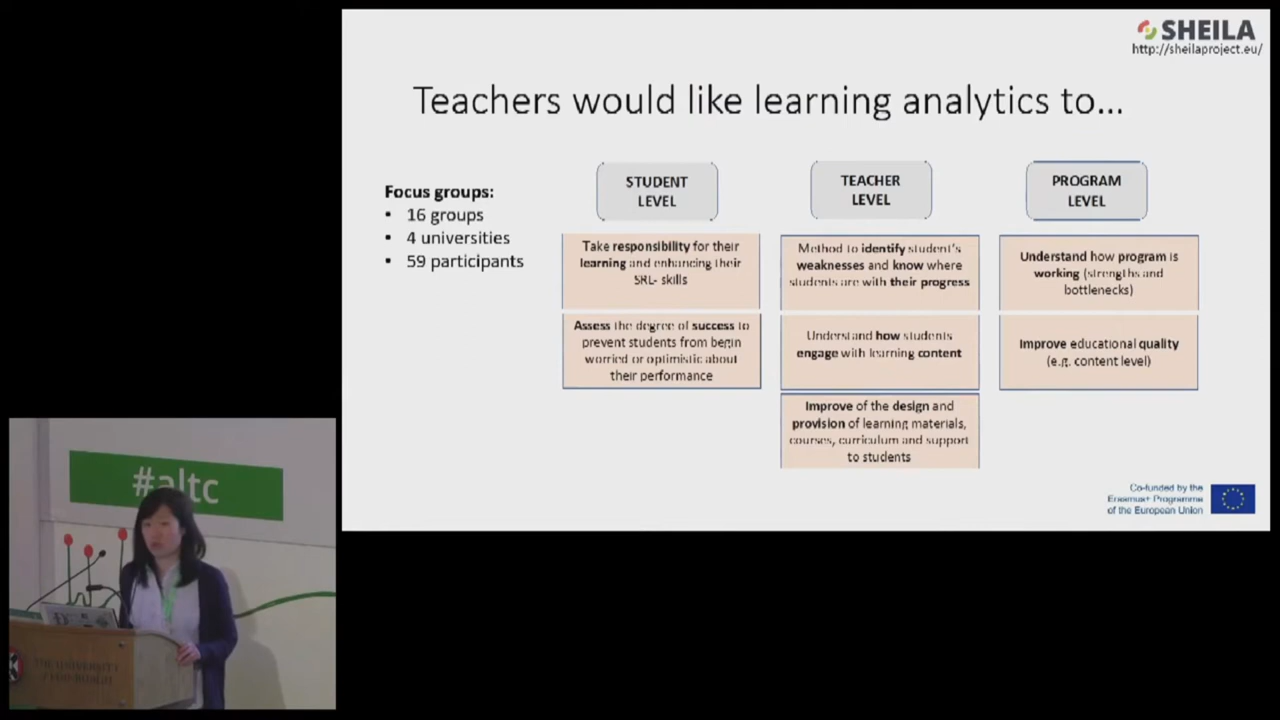 SHEILA
http://sheilaproject.eu/
Teachers would like learning analytics to...
Focus groups:
• 16 groups
• 4 universities
• 59 participants
STUDENT
LEVEL
Take responsibility for their
learning and enhancing their
SRL- skills
Assess the degree of success to
prevent students from begin
worried or optimistic about
their performance
TEACHER
LEVEL
Method to identify student's
weaknesses and know where
students are with their progress
Understand how students
engage with learning content
Improve of the design and
provision of learning materials,
courses, curriculum and support
to students
PROGRAM
LEVEL
Understand how program is
working (strengths and
bottlenecks)
Improve educational quality
(e.g. content level)
Co-funded by the
Erasmus+ Programme
of the European Union
#altc
THE UNIVERSITY